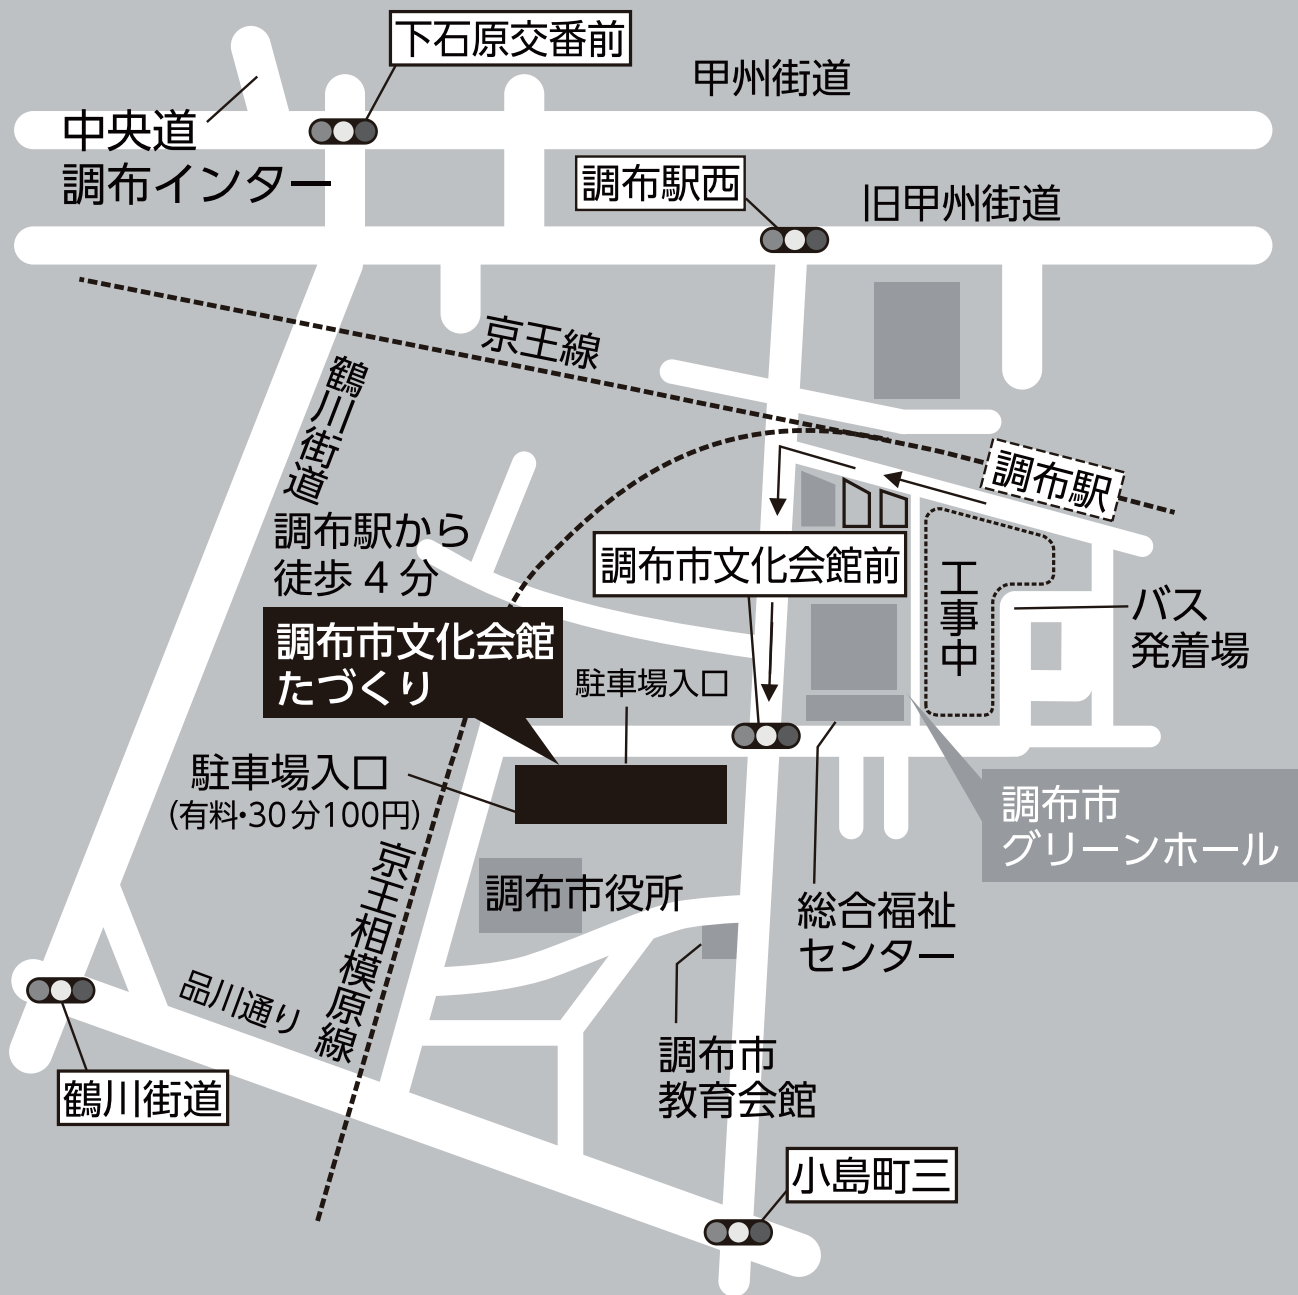 下石原交番前
甲州街道
中央道
調布インター
調布駅西
旧甲州街道
京王線
鶴川街道
調布駅
調布駅から
徒歩4分
調布市文化会館前
工事中
バス
発着場
調布市文化会館
たづくり
駐車場入口
駐車場入口
(有料・30分100円)
調布市
グリーンホール
京王相模原線
調布市役所
総合福祉
センター
品川通り
調布市
教育会館
鶴川街道
小島町三